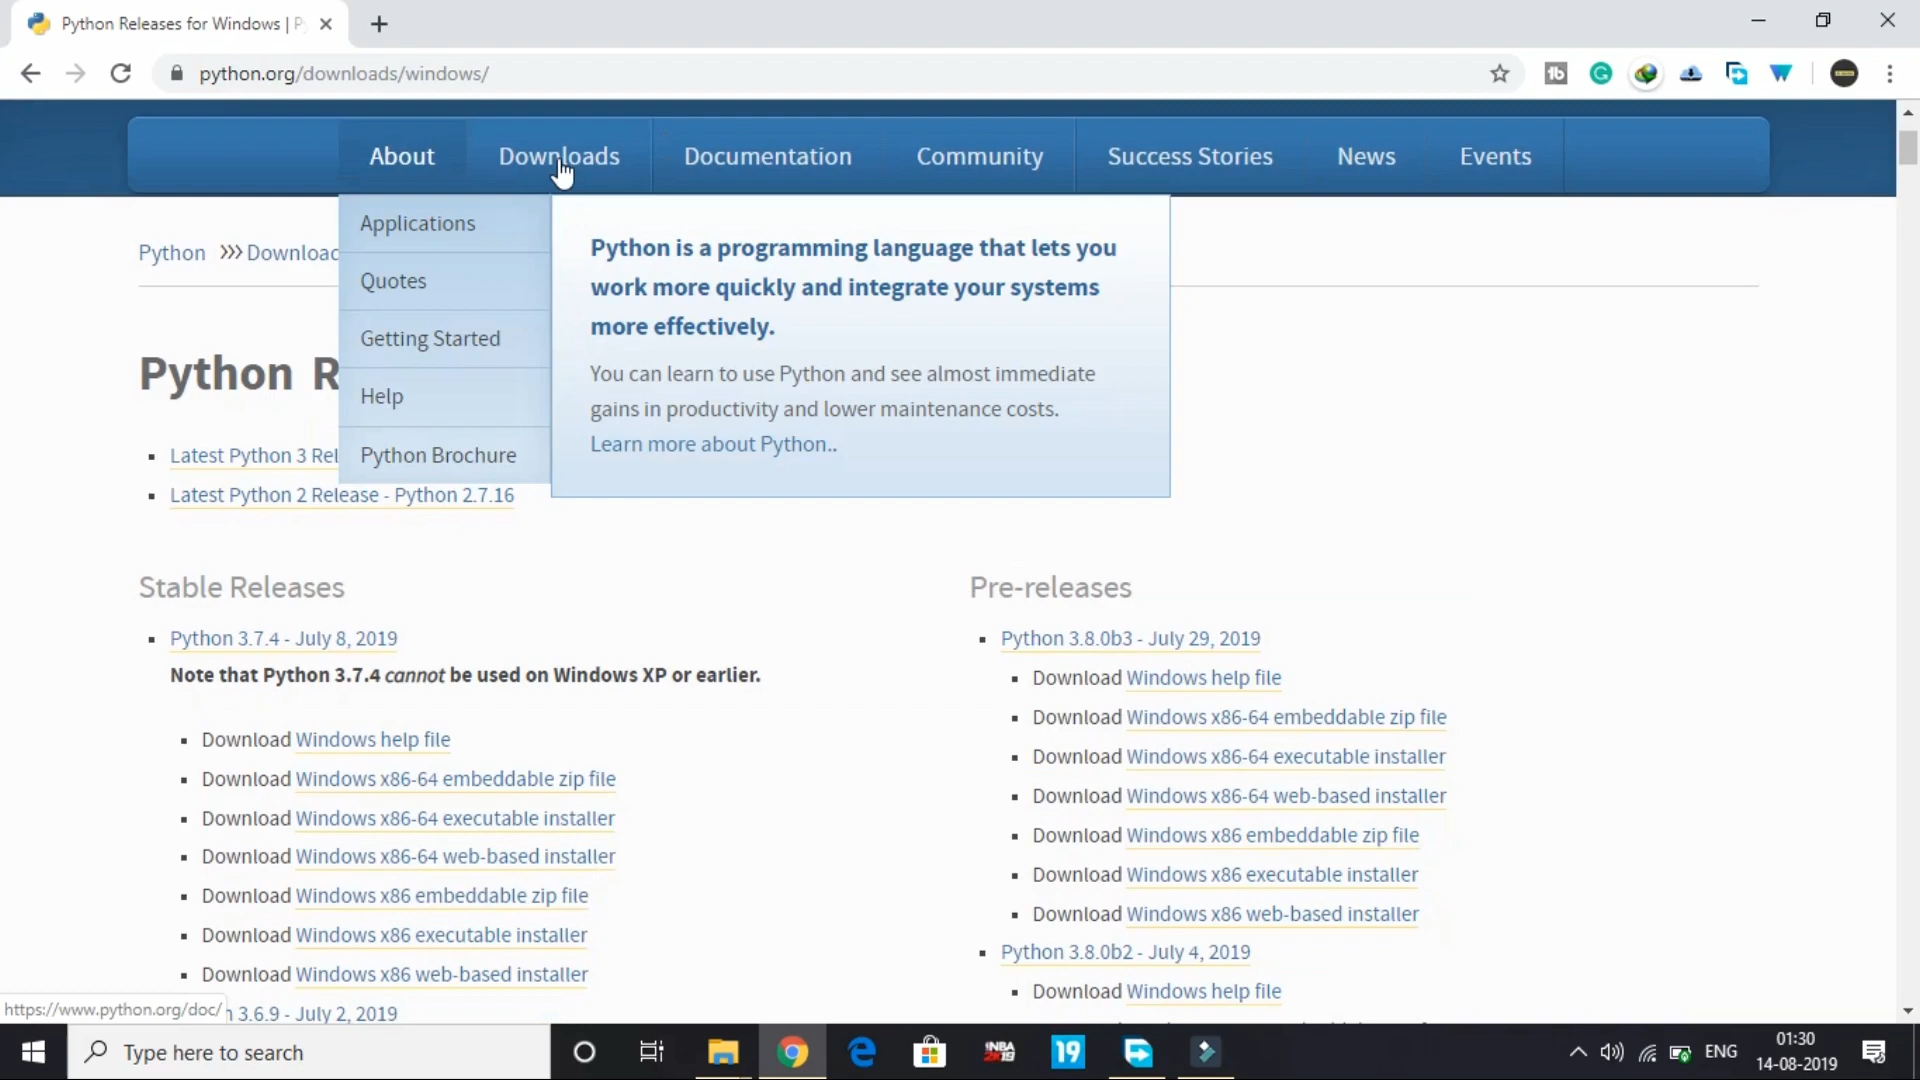 Python Releases for Windows | P
python.org/downloads/windows/
About
Downloads
Documentation
Community
Success Stories
News
Events
Applications
Quotes
Getting Started
Help
Python Brochure
Python is a programming language that lets you
work more quickly and integrate your systems
more effectively.
You can learn to use Python and see almost immediate
gains in productivity and lower maintenance costs.
Learn more about Python..
Python >>> Download
Python R
Latest Python 3 Rel
Latest Python 2 Release - Python 2.7.16
Stable Releases
Python 3.7.4 - July 8, 2019
Note that Python 3.7.4 cannot be used on Windows XP or earlier.
Download Windows help file
Download Windows x86-64 embeddable zip file
Download Windows x86-64 executable installer
Download Windows x86-64 web-based installer
Download Windows x86 embeddable zip file
Download Windows x86 executable installer
Download Windows x86 web-based installer
n 3.6.9 - July 2, 2019
Pre-releases
Python 3.8.0b3 - July 29, 2019
Download Windows help file
Download Windows x86-64 embeddable zip file
Download Windows x86-64 executable installer
Download Windows x86-64 web-based installer
Download Windows x86 embeddable zip file
Download Windows x86 executable installer
Download Windows x86 web-based installer
Python 3.8.0b2 - July 4, 2019
Download Windows help file
https://www.python.org/doc/
Type here to search
NBA
2K19
19
ENG
01:30
14-08-2019